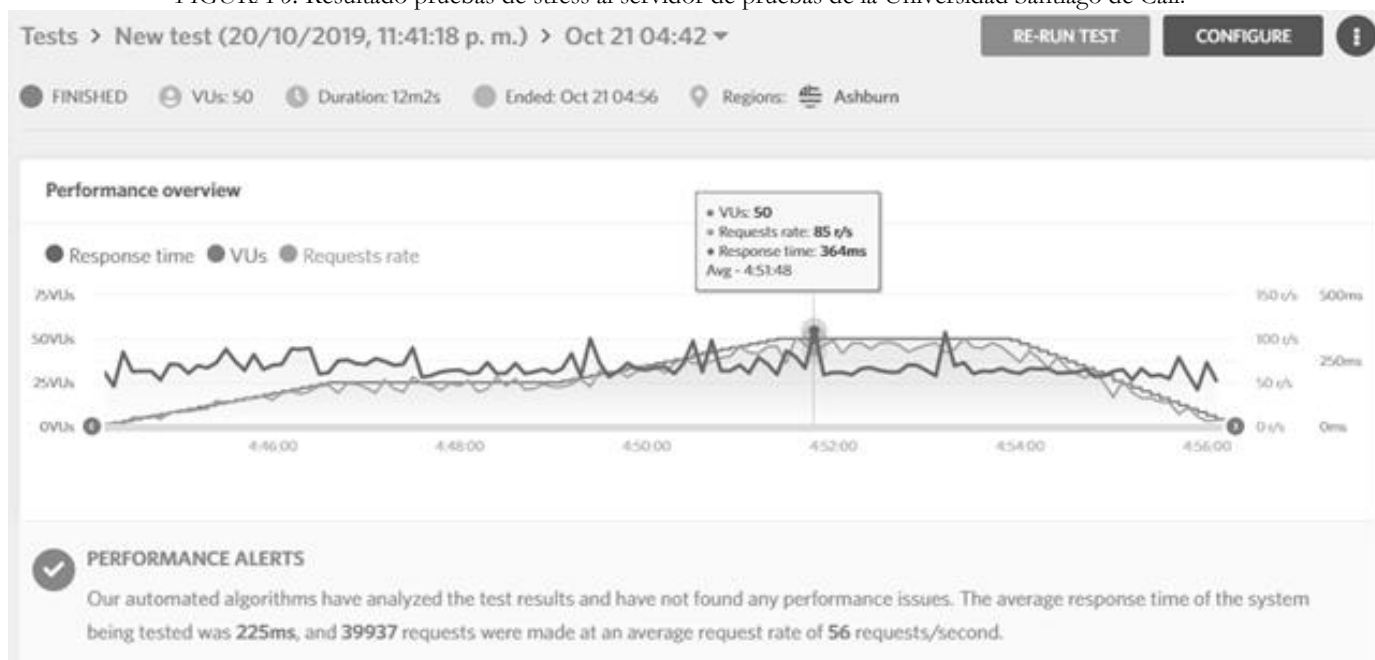 FIGURA 9. Resultado pruebas de stress al servidor de pruebas de la Universidad Santiago de Cali.
Tests > New test (20/10/2019, 11:41:18 p. m.) > Oct 21 04:42
RE-RUN TEST
CONFIGURE
FINISHED
VUs: 50
Duration: 12m2s
Ended: Oct 21 04:56
Regions: Ashburn
Performance overview
• VUs: 50
• Requests rate: 85 r/s
• Response time: 364ms
Avg - 4:51:48
Response time VUs Requests rate
75VUs
150 r/s 500ms
50VUs
100 r/s
250ms
25VUs
50 r/s
0VUs
0 r/s 0ms
4:46:00 4:48:00 4:50:00 4:52:00 4:54:00 4:56:00
PERFORMANCE ALERTS
Our automated algorithms have analyzed the test results and have not found any performance issues. The average response time of the system
being tested was 225ms, and 39937 requests were made at an average request rate of 56 requests/second.